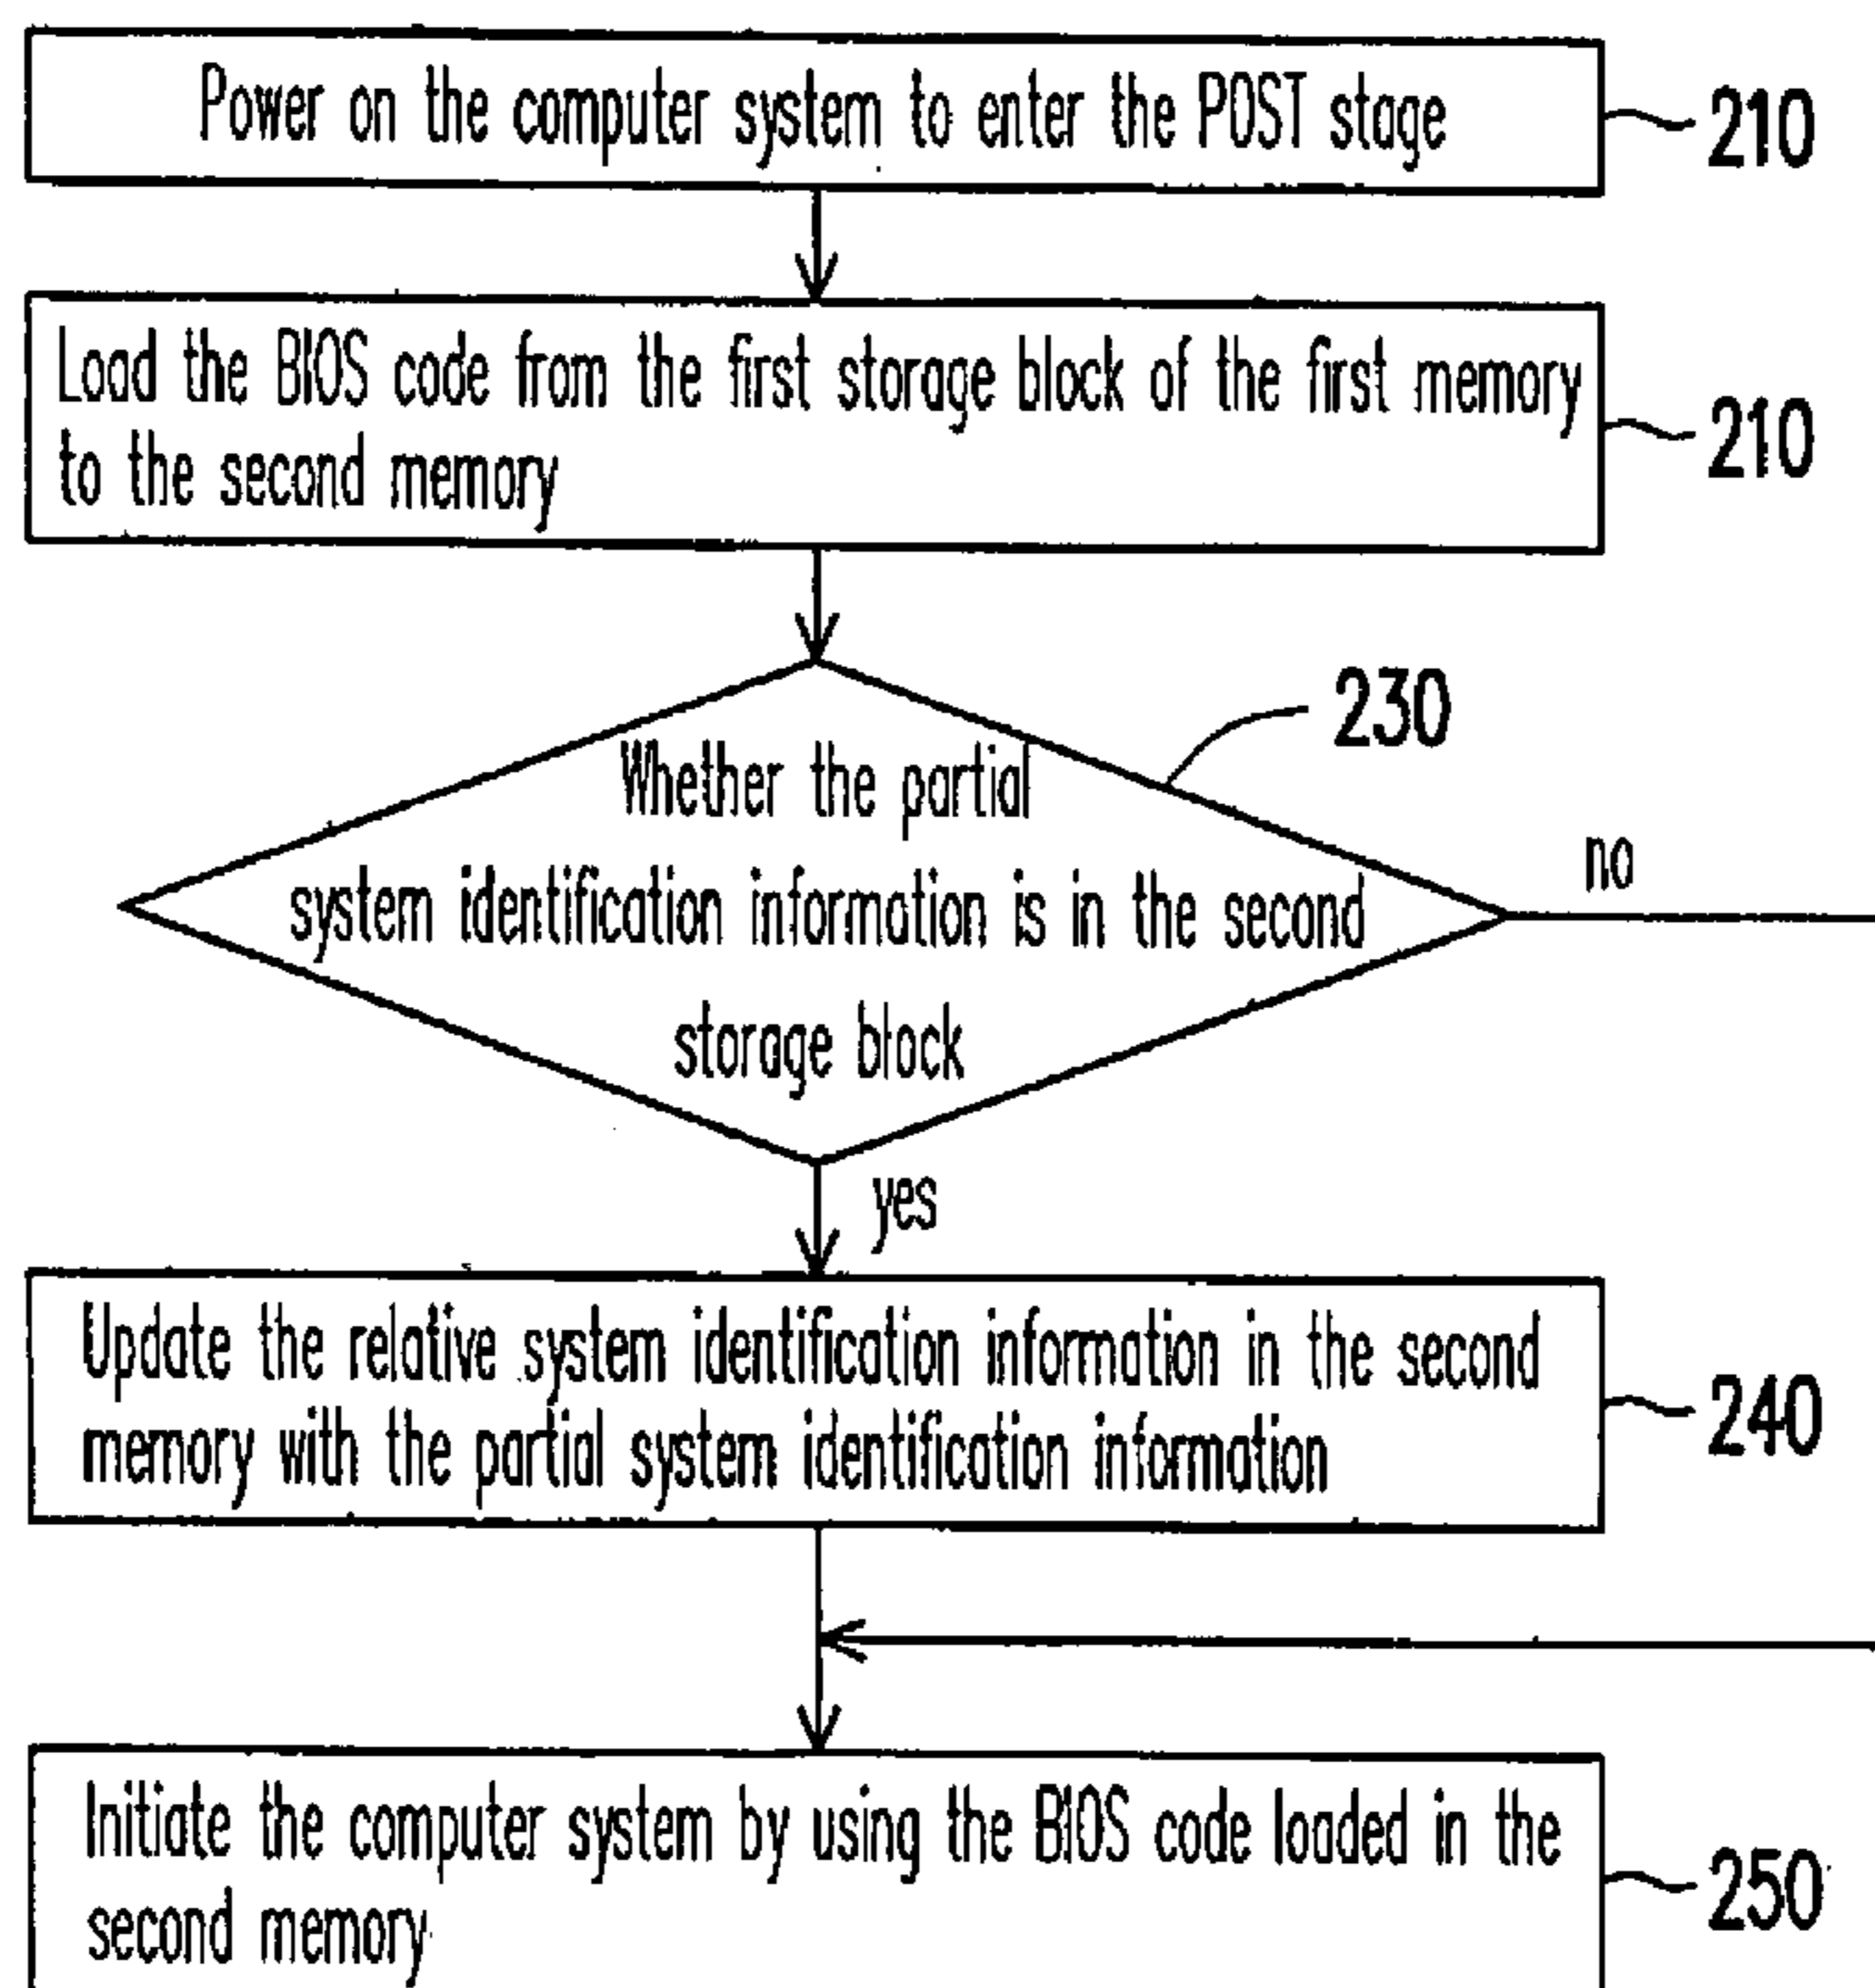 Power on the computer system to enter the POST stage
210
Load the BIOS code from the first storage block of the first memory
to the second memory
210
230
Whether the partial
system identification information is in the second
storage block
no
yes
Update the relative system identification information in the second
memory with the partial system identification information
240
Initiate the computer system by using the BIOS code loaded in the
second memory
250